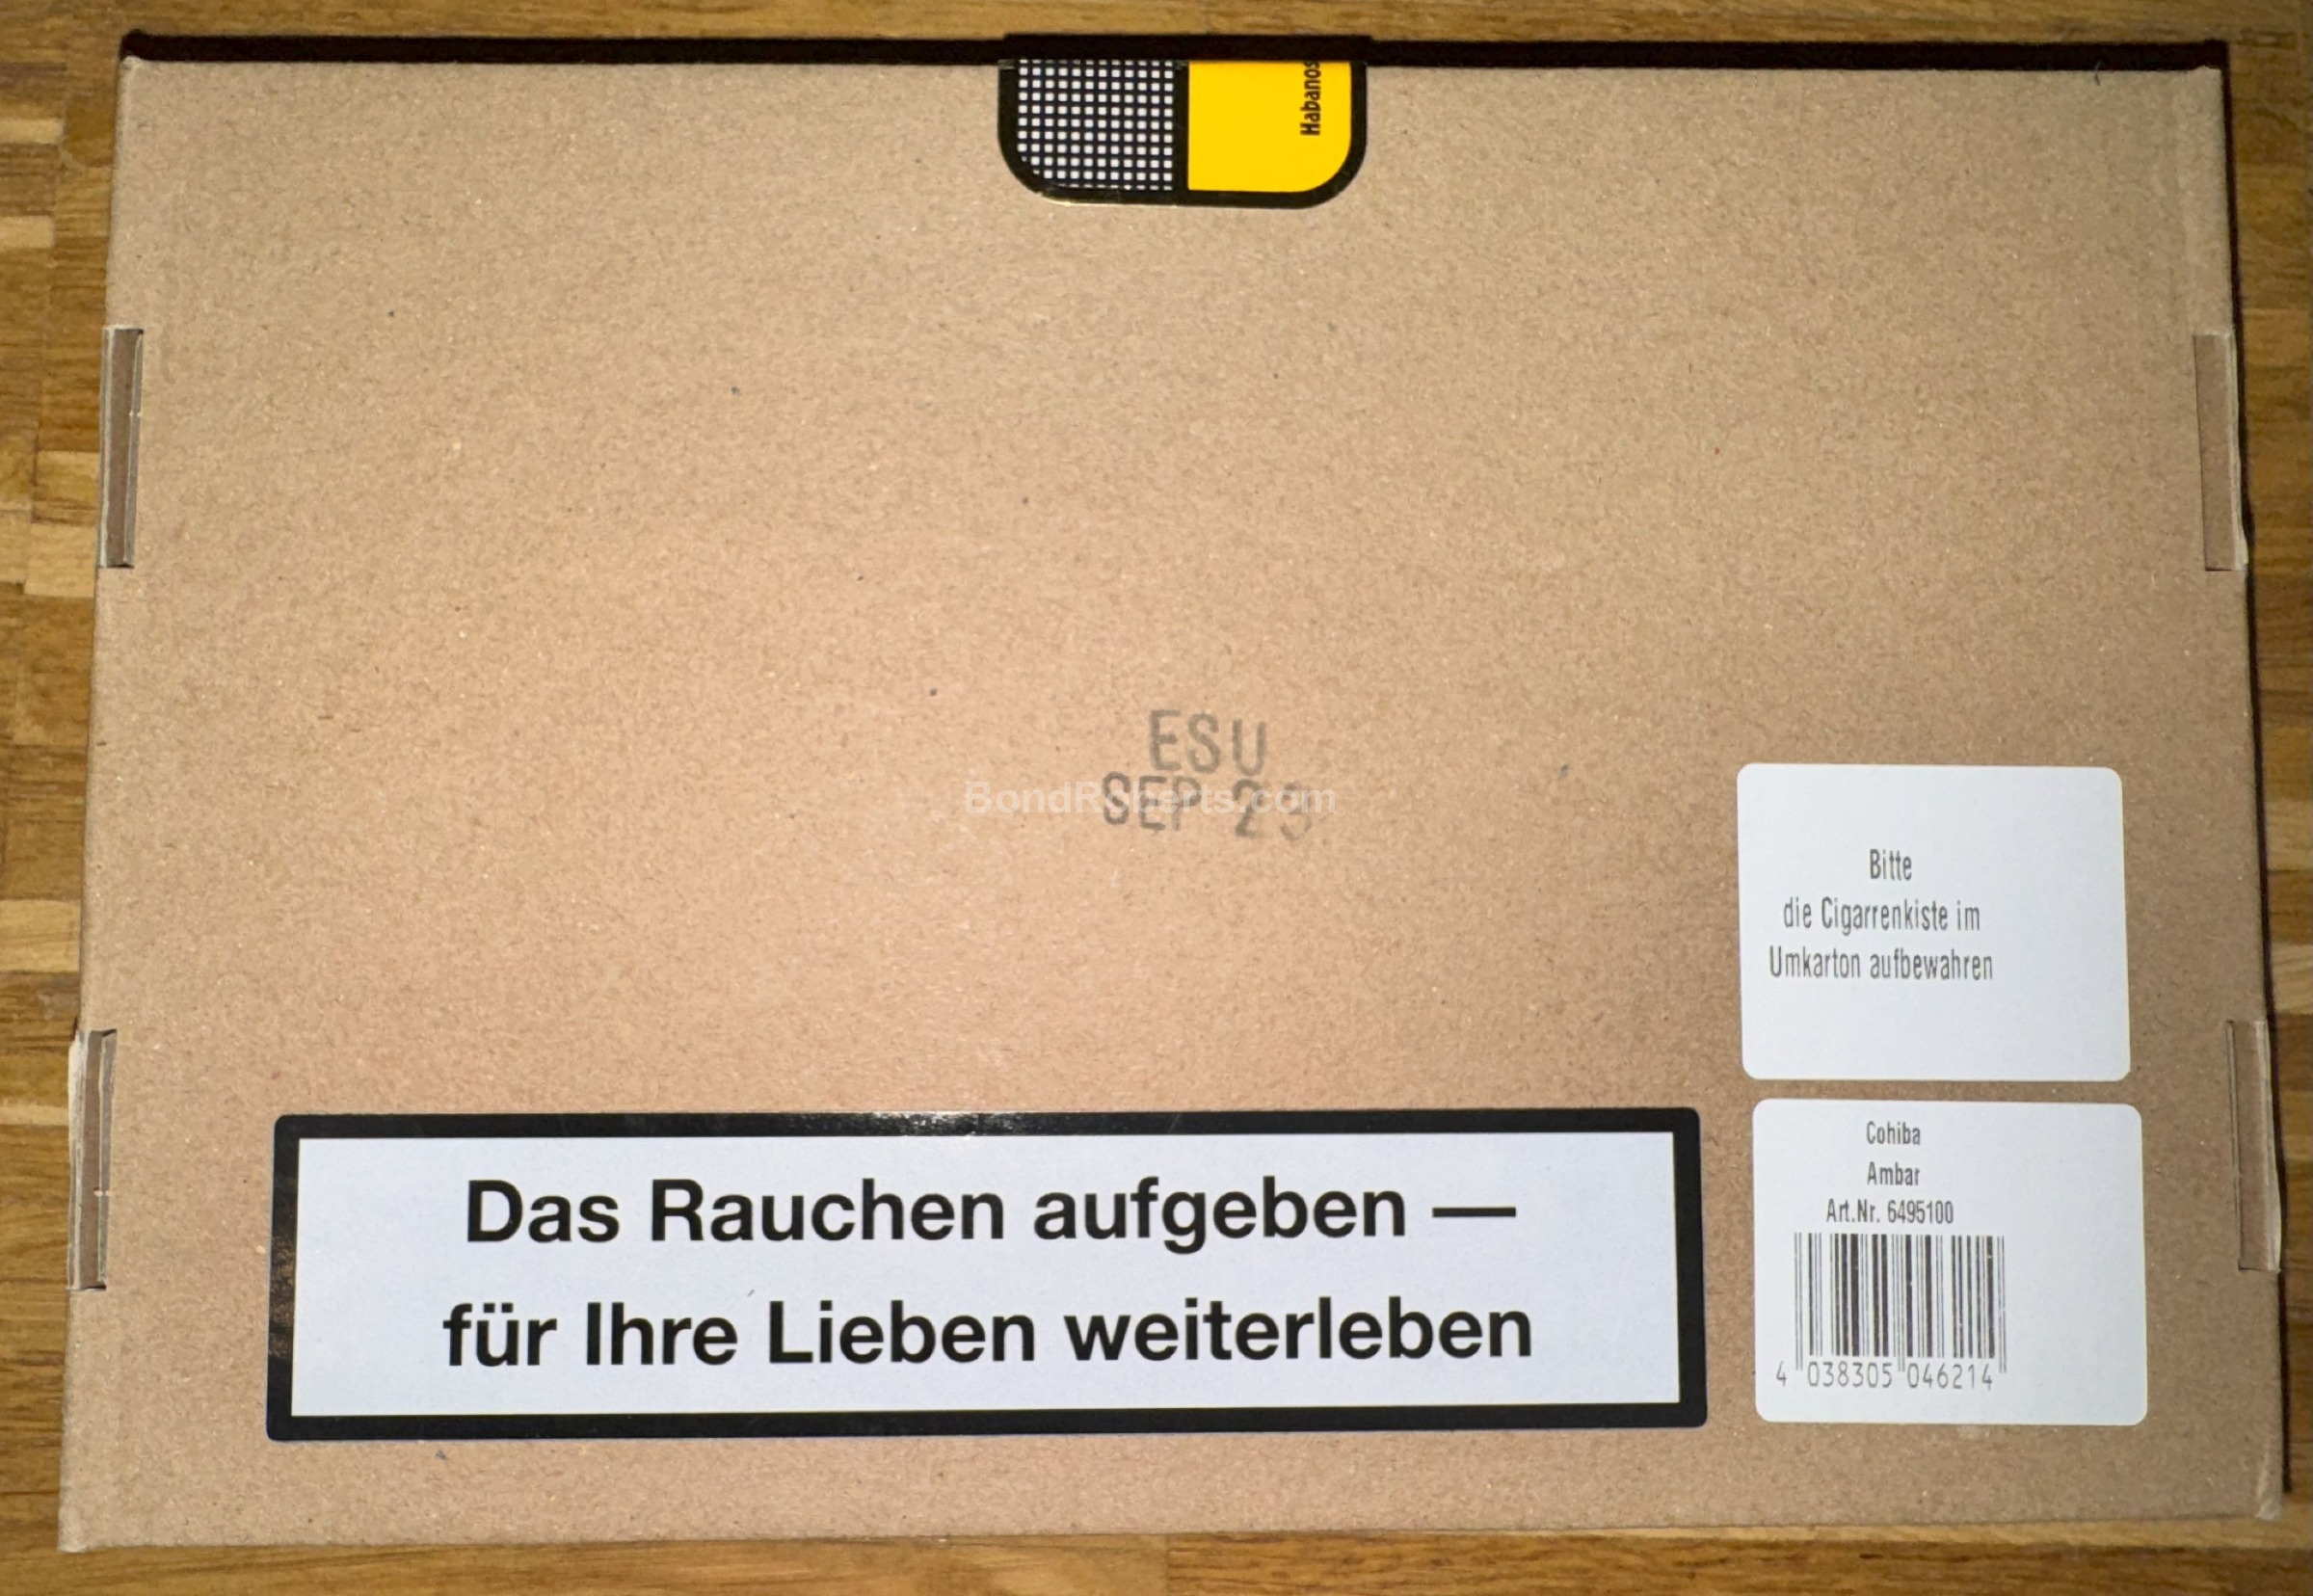 Habanos
ESU
SEP 23
BondRoberts.com
Bitte
die Cigarrenkiste im
Umkarton aufbewahren
Das Rauchen aufgeben —
für Ihre Lieben weiterleben
Cohiba
Ambar
Art.Nr. 6495100
4 038305 046214